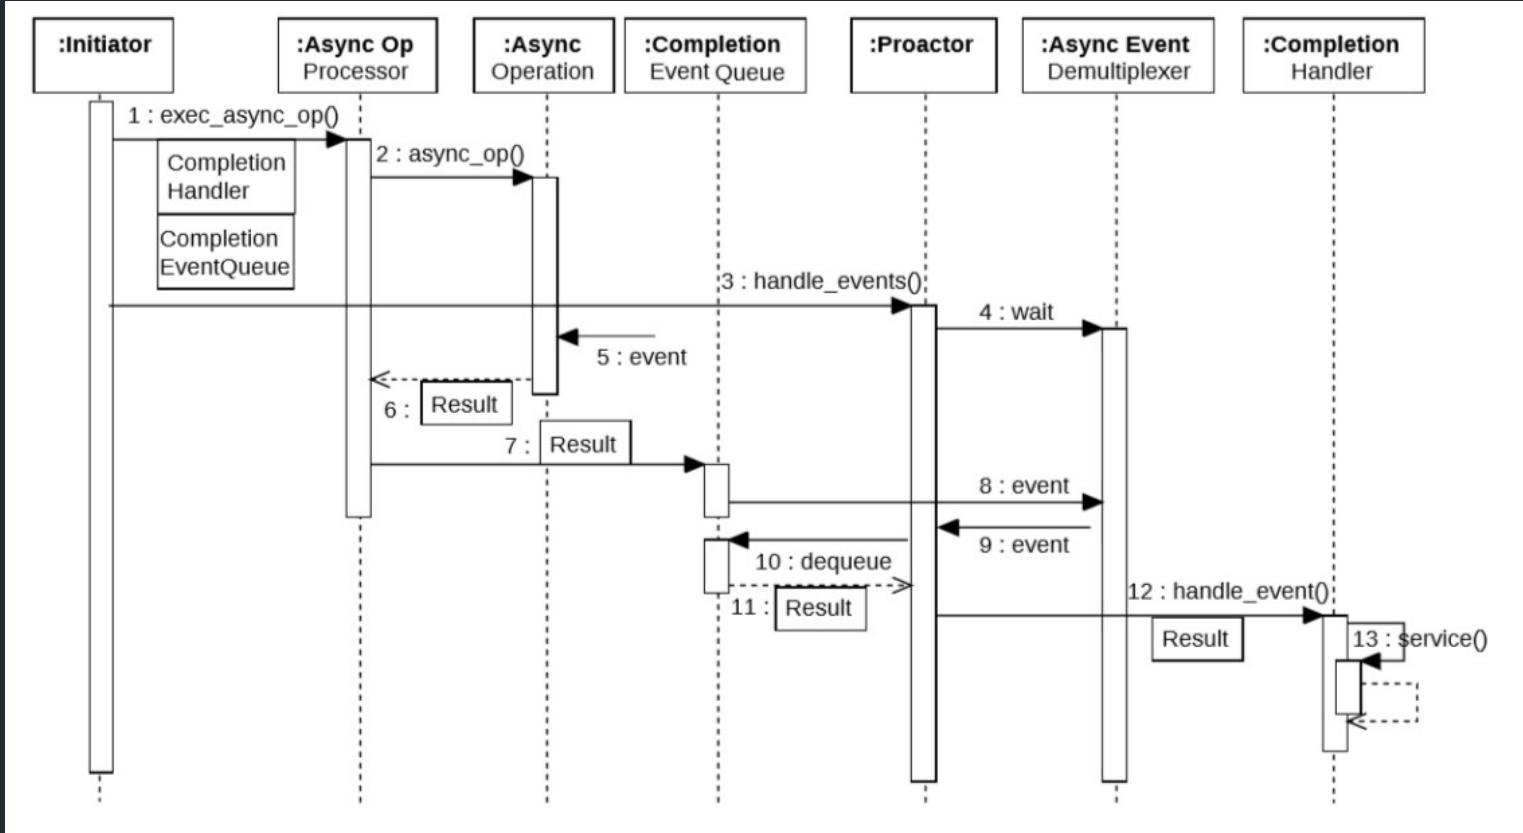 :Initiator
:Async Op
Processor
:Async
Operation
:Completion
Event Queue
:Proactor
:Async Event
Demultiplexer
:Completion
Handler
1 : exec_async_op()
Completion
Handler
Completion
EventQueue
2 : async_op()
3 : handle_events()
4 : wait
5 : event
6 :
Result
7 :
Result
8 : event
9 : event
10 : dequeue
11 :
Result
12 : handle_event()
Result
13 : service()